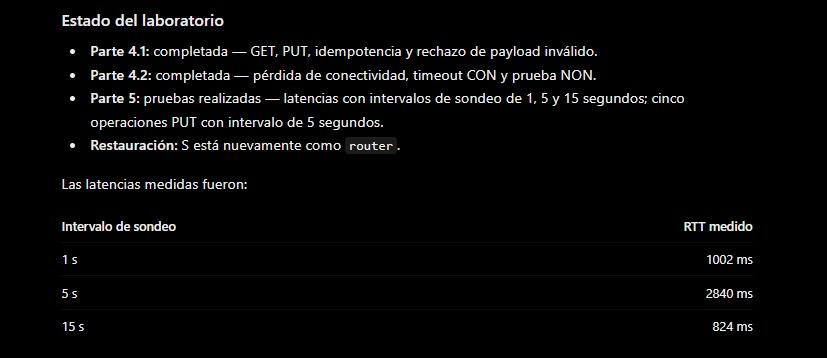 Estado del laboratorio
Parte 4.1: completada — GET, PUT, idempotencia y rechazo de payload inválido.
Parte 4.2: completada — pérdida de conectividad, timeout CON y prueba NON.
Parte 5: pruebas realizadas — latencias con intervalos de sondeo de 1, 5 y 15 segundos; cinco
operaciones PUT con intervalo de 5 segundos.
Restauración: S está nuevamente como router.
Las latencias medidas fueron:
Intervalo de sondeo RTT medido
1 s 1002 ms
5 s 2840 ms
15 s 824 ms